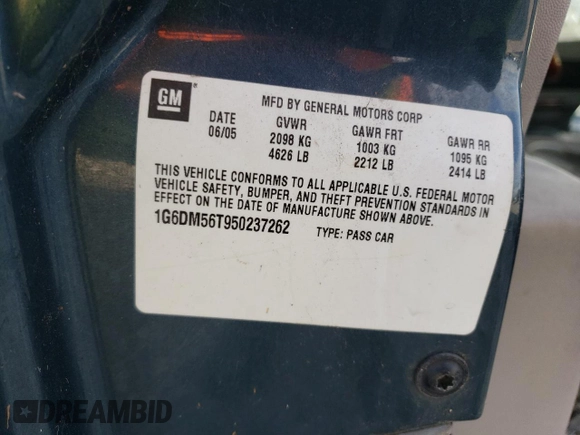 GM
MFD BY GENERAL MOTORS CORP
DATE GVWR GAWR FRT GAWR RR
06/05 2098 KG 1003 KG 1095 KG
4626 LB 2212 LB 2414 LB
THIS VEHICLE CONFORMS TO ALL APPLICABLE U.S. FEDERAL MOTOR
VEHICLE SAFETY, BUMPER, AND THEFT PREVENTION STANDARDS IN
EFFECT ON THE DATE OF MANUFACTURE SHOWN ABOVE.
1G6DM56T950237262 TYPE: PASS CAR
DREAMBID